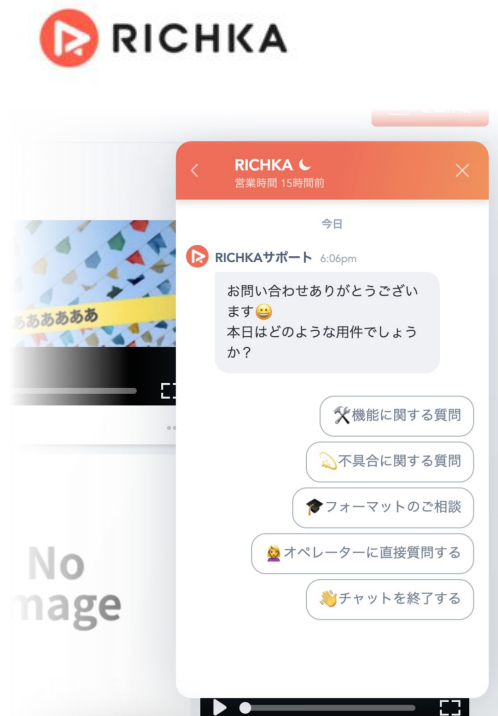 RICHKA
RICHKA
営業時間 15時間前
今日
RICHKAサポート 6:06pm
お問い合わせありがとうござい
ます😀
本日はどのような用件でしょう
か？
あああああ
🛠機能に関する質問
💫不具合に関する質問
🎓フォーマットのご相談
🙆‍♀️オペレーターに直接質問する
👋チャットを終了する
No
mage